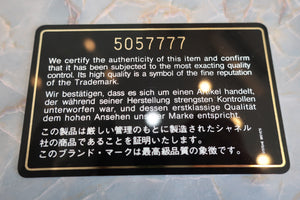 5057777
We certify the authenticity of this item and confirm
that it has been subjected to the most exacting quality
control. Its high quality is a symbol of the fine reputation
of the Trademark.
Wir bestätigen, dass es sich um einen Artikel handelt,
der während seiner Herstellung strengsten Kontrollen
unterworfen war, und dessen erstklassige Qualität
dem hohen Ansehen unserer Marke entspricht.
この製品は厳しい管理のもとに製造されたシャネル
社の商品であることを証明いたします。
このブランド・マークは最高級品質の象徴です。